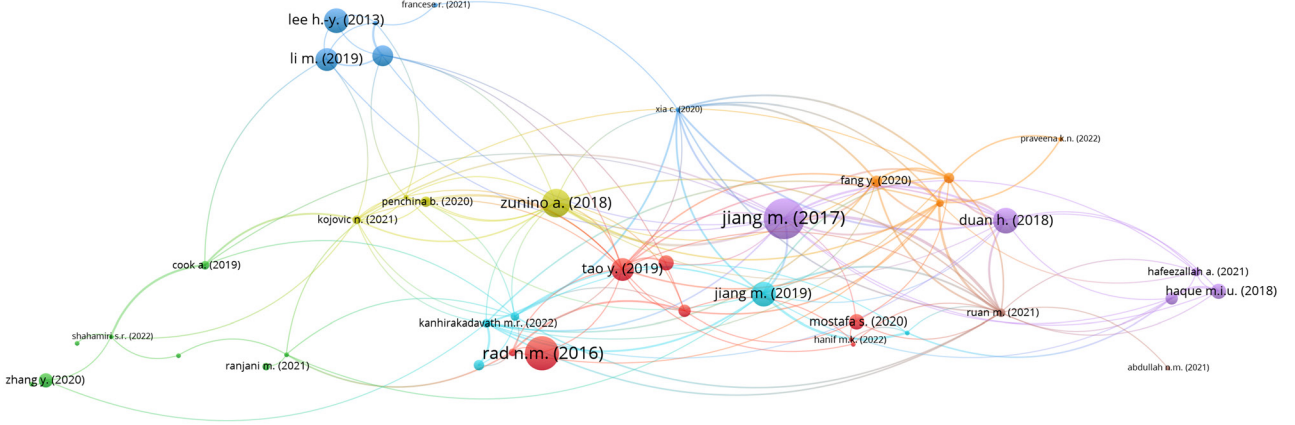 francese r. (2021)
lee h.-y. (2013)
li m. (2019)
xia c. (2020)
praveena k.n. (2022)
fang y. (2020)
penchina b. (2020)
zunino a. (2018)
kojovic n. (2021)
jiang m. (2017)
duan h. (2018)
cook a. (2019)
tao y. (2019)
hafeezallah a. (2021)
jiang m. (2019)
haque m.i.u. (2018)
ruan m. (2021)
kanhirakadavath m.r. (2022)
mostafa s. (2020)
shahamiri s.r. (2022)
hanif m.k. (2022)
rad n.m. (2016)
ranjani m. (2021)
abdullah n.m. (2021)
zhang y. (2020)